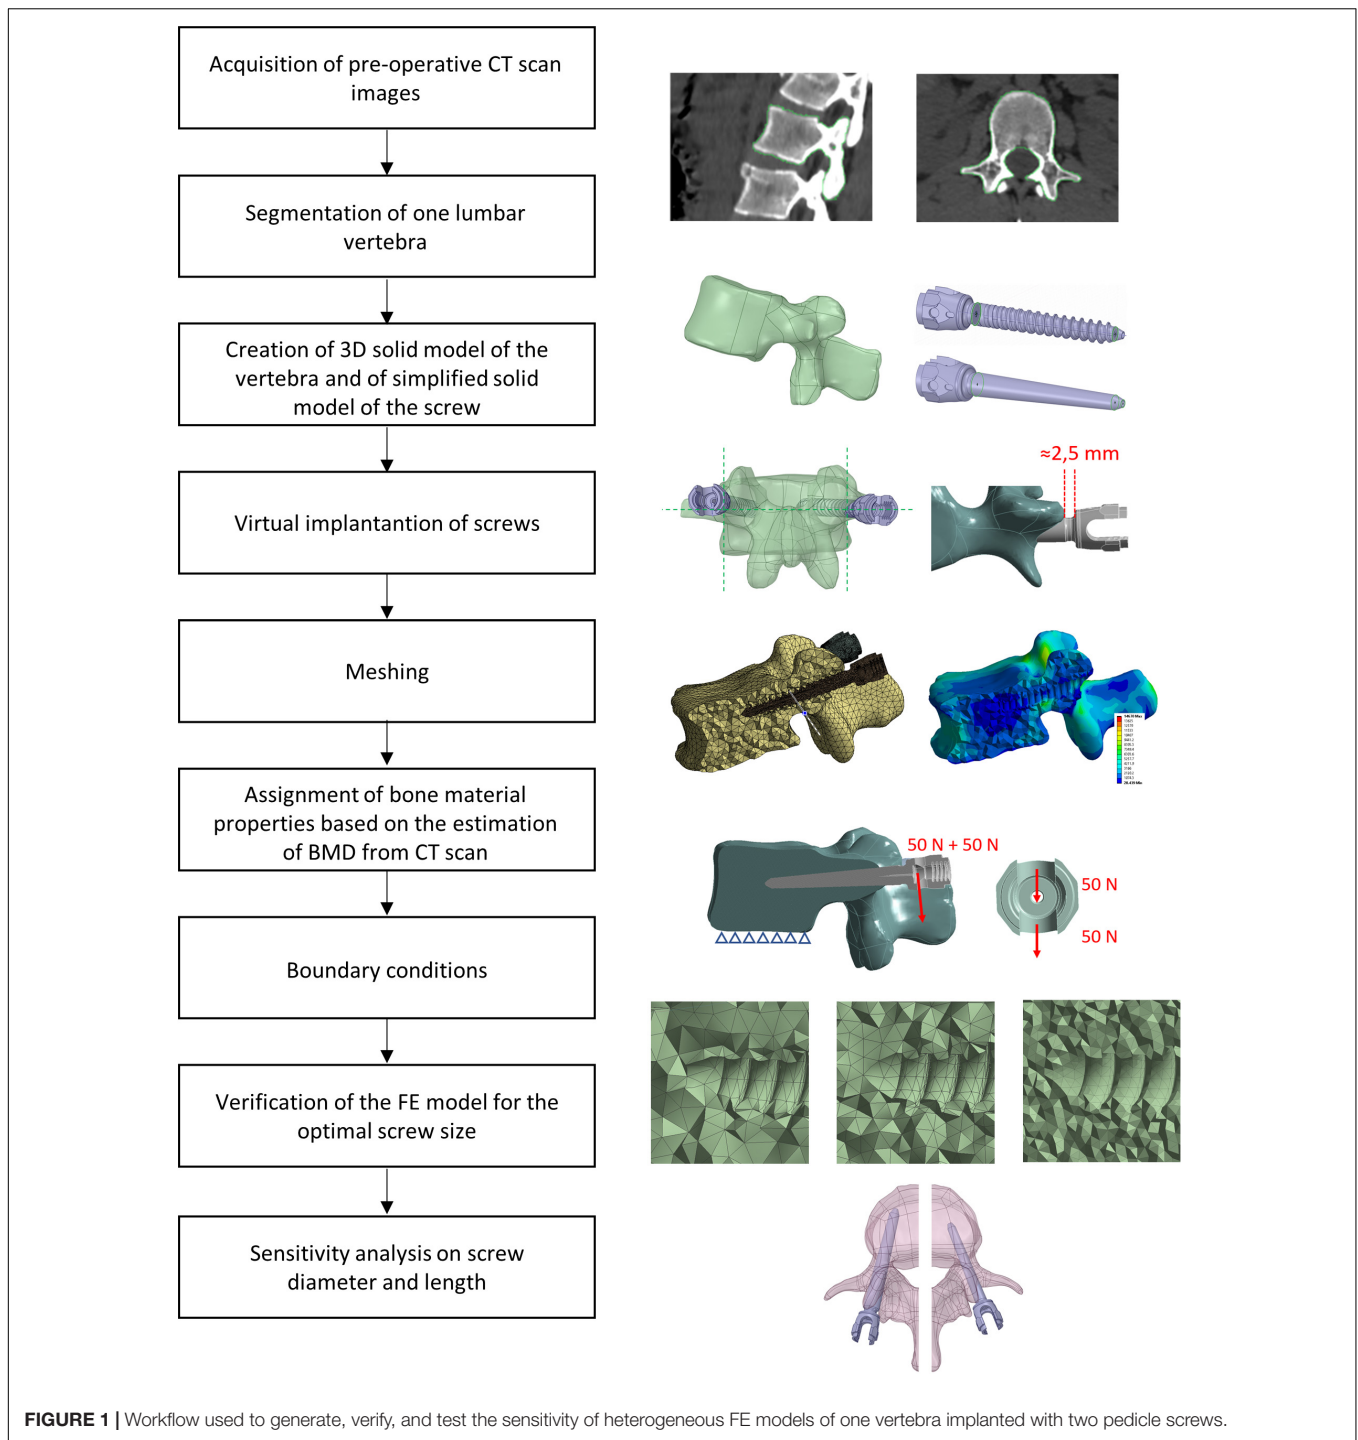 Acquisition of pre-operative CT scan
images
Segmentation of one lumbar
vertebra
Creation of 3D solid model of the
vertebra and of simplified solid
model of the screw
≈2,5 mm
Virtual implantantion of screws
Meshing
Assignment of bone material
properties based on the estimation
of BMD from CT scan
50 N + 50 N
50 N
50 N
Boundary conditions
Verification of the FE model for the
optimal screw size
Sensitivity analysis on screw
diameter and length
FIGURE 1 | Workflow used to generate, verify, and test the sensitivity of heterogeneous FE models of one vertebra implanted with two pedicle screws.